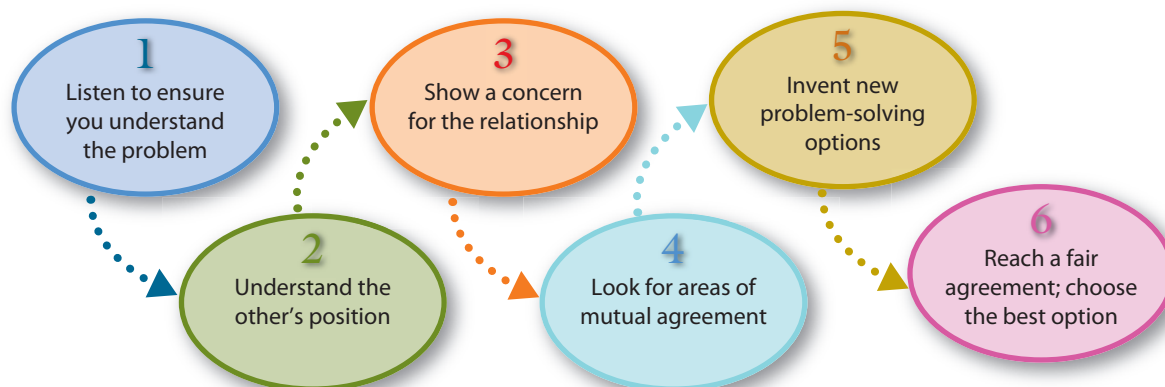 1
Listen to ensure
you understand
the problem
2
Understand the
other’s position
3
Show a concern
for the relationship
4
Look for areas of
mutual agreement
5
Invent new
problem-solving
options
6
Reach a fair
agreement; choose
the best option